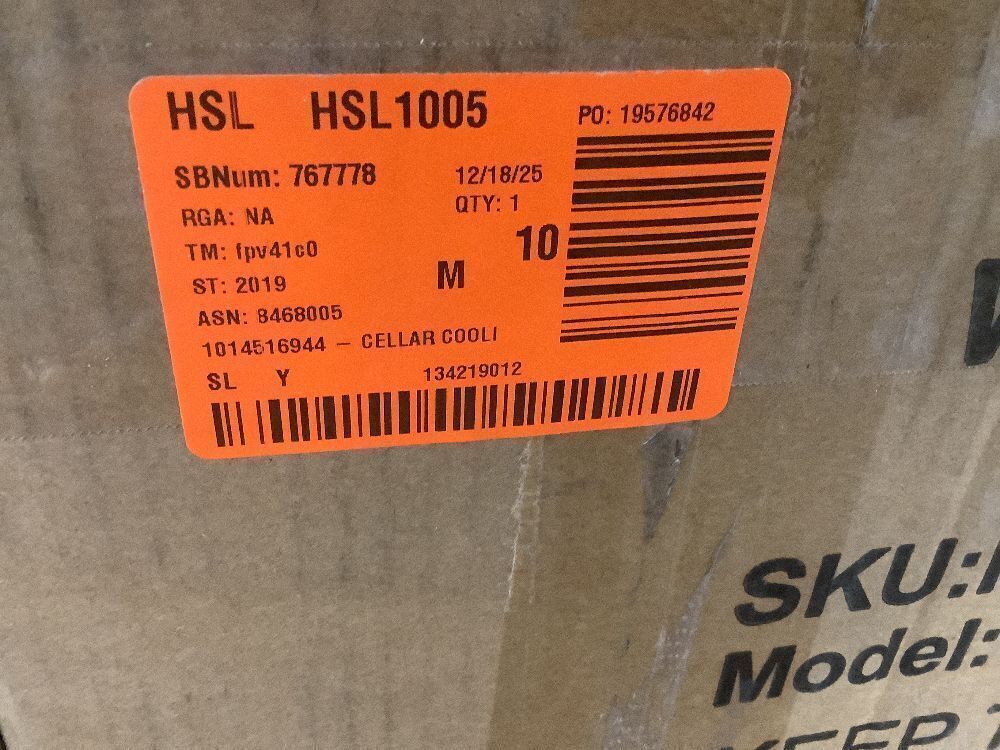 HSL HSL1005 PO: 19576842
SBNum: 767778 12/18/25
RGA: NA QTY: 1
TM: fpv41c0 10
ST: 2019 M
ASN: 8468005
1014516944 – CELLAR COOLI
SL Y 134219012
SKU:
Model:
KEEP